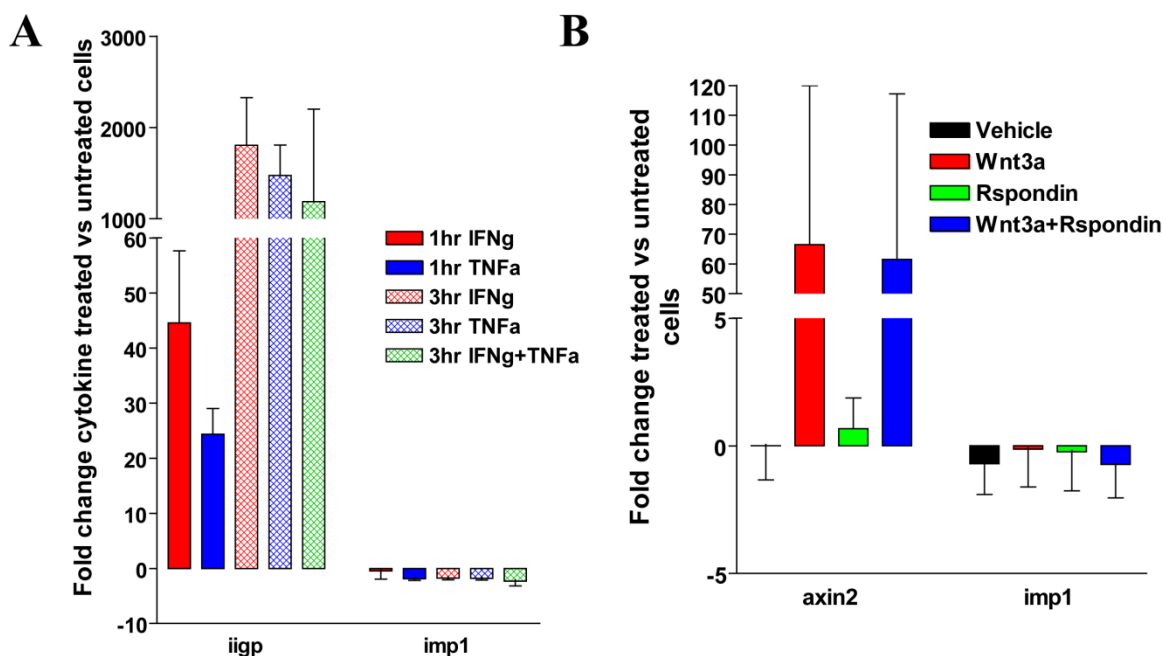 A
Fold change cytokine treated vs untreated cells
3000
2000
1000
60
50
40
30
20
10
0
-10
1hr IFNg
1hr TNFa
3hr IFNg
3hr TNFa
3hr IFNg+TNFa
iigp imp1
B
Fold change treated vs untreated
cells
120
110
100
90
80
70
60
50
5
0
-5
Vehicle
Wnt3a
Rspondin
Wnt3a+Rspondin
axin2 imp1